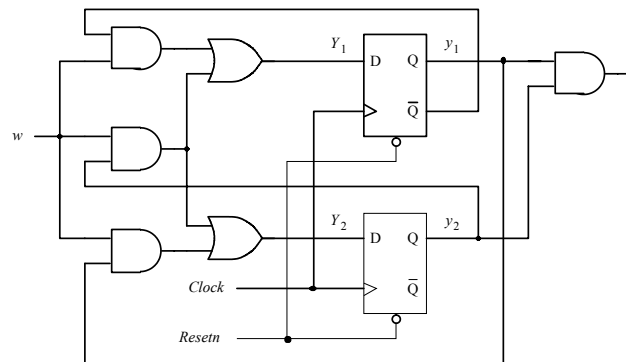 Y1 y1
D Q
w
Q̅
Y2 y2
D Q
Clock
Q̅
Resetn